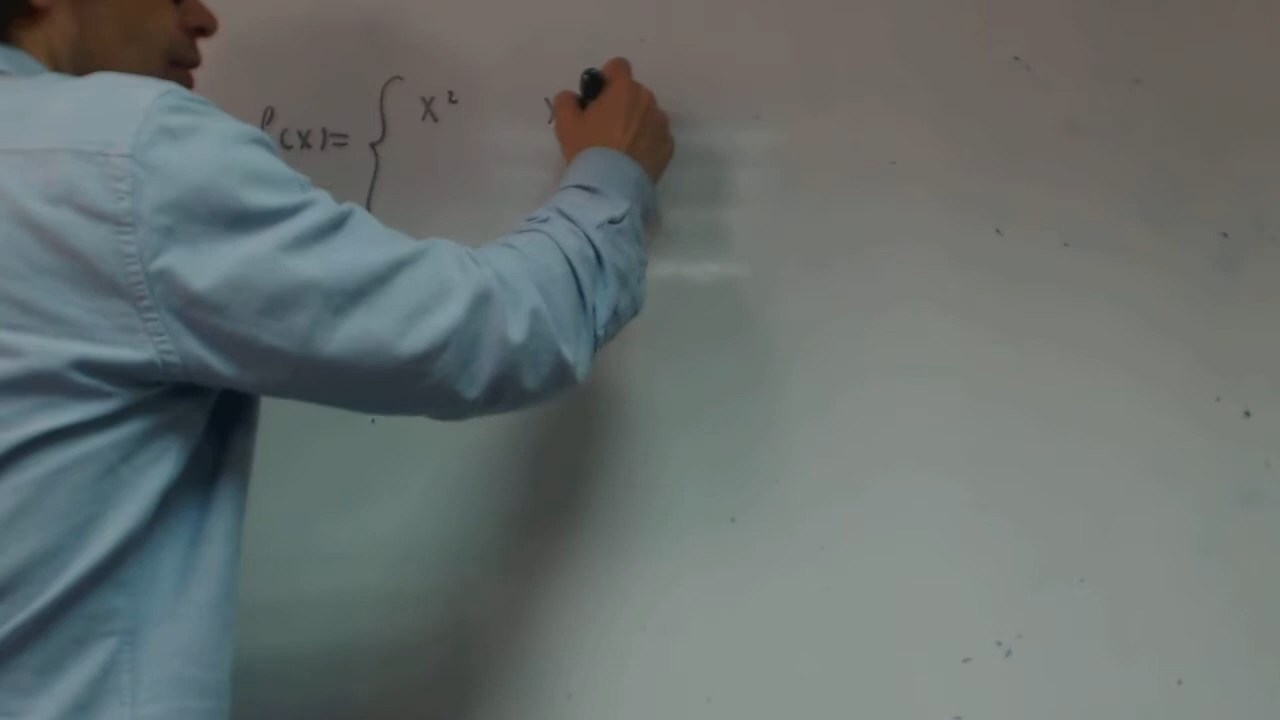 f(x)= { x² x